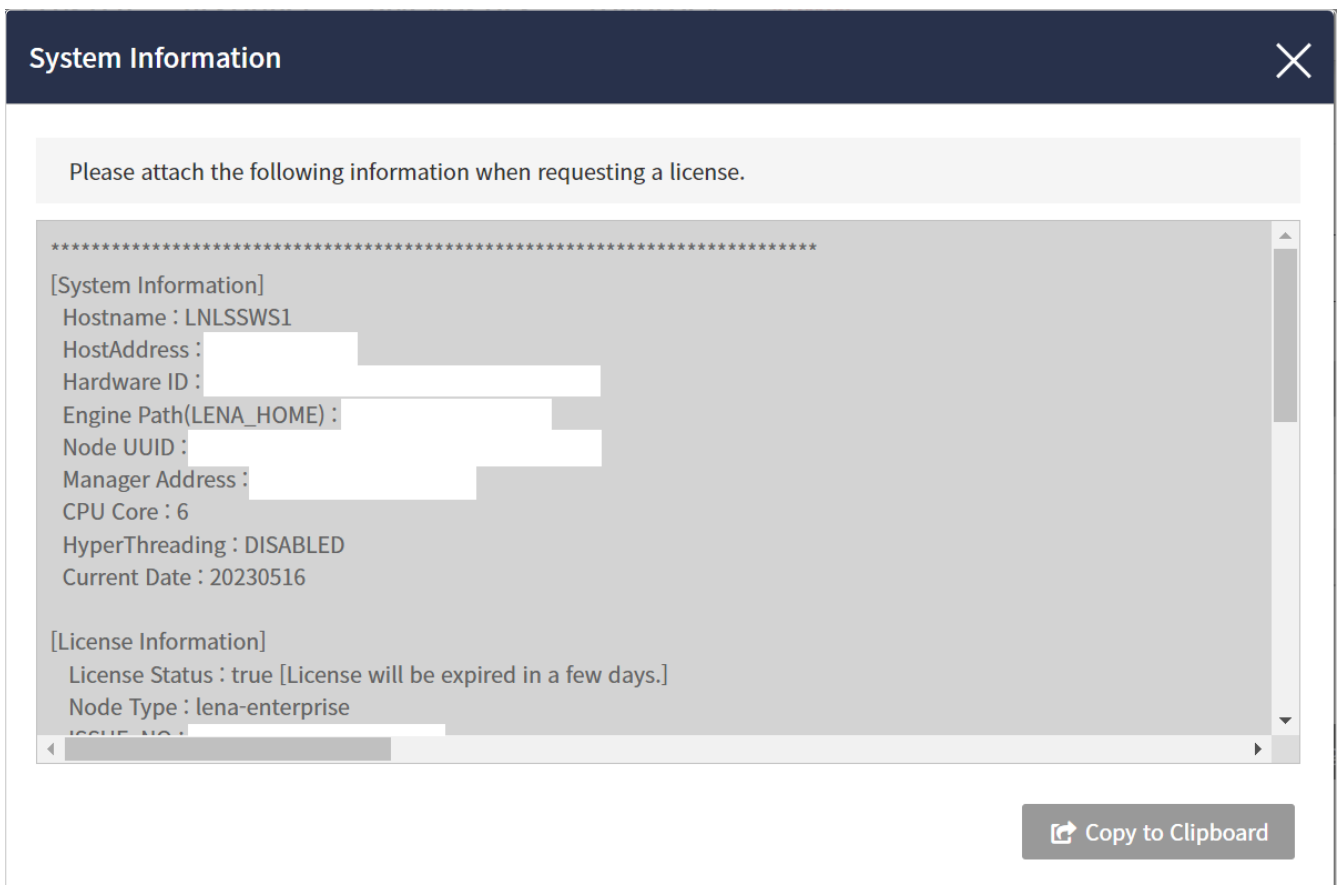 System Information
Please attach the following information when requesting a license.
****************************************************************************
[System Information]
Hostname : LNLSSWS1
HostAddress :
Hardware ID :
Engine Path(LENA_HOME) :
Node UUID :
Manager Address :
CPU Core : 6
HyperThreading : DISABLED
Current Date : 20230516
[License Information]
License Status : true [License will be expired in a few days.]
Node Type : lena-enterprise
ISSUE_NO :
Copy to Clipboard